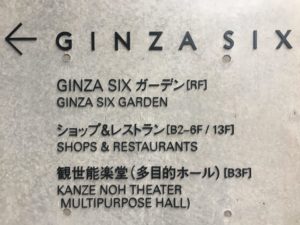 ← GINZA SIX
GINZA SIX ガーデン[RF]
GINZA SIX GARDEN
ショップ&レストラン[B2-6F / 13F]
SHOPS & RESTAURANTS
観世能楽堂(多目的ホール)[B3F]
KANZE NOH THEATER
MULTIPURPOSE HALL)